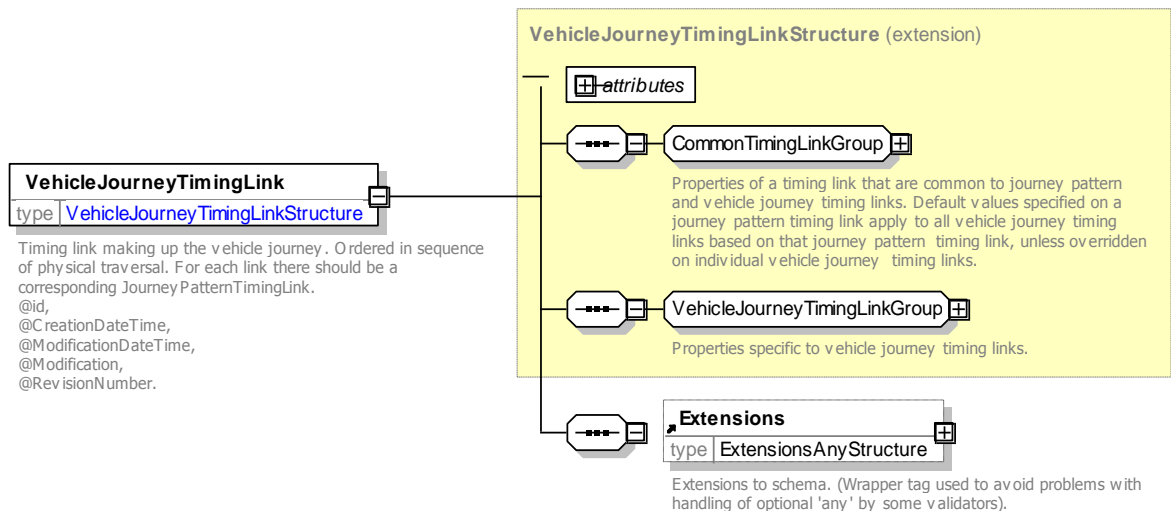 VehicleJourneyTimingLinkStructure (extension)
attributes
CommonTimingLinkGroup
Properties of a timing link that are common to journey pattern
and vehicle journey timing links. Default values specified on a
journey pattern timing link apply to all vehicle journey timing
links based on that journey pattern timing link, unless overridden
on individual vehicle journey timing links.
VehicleJourneyTimingLink
type VehicleJourneyTimingLinkStructure
Timing link making up the vehicle journey. Ordered in sequence
of physical traversal. For each link there should be a
corresponding JourneyPatternTimingLink.
@id,
@CreationDateTime,
@ModificationDateTime,
@Modification,
@RevisionNumber.
VehicleJourneyTimingLinkGroup
Properties specific to vehicle journey timing links.
Extensions
type ExtensionsAnyStructure
Extensions to schema. (Wrapper tag used to avoid problems with
handling of optional 'any' by some validators).